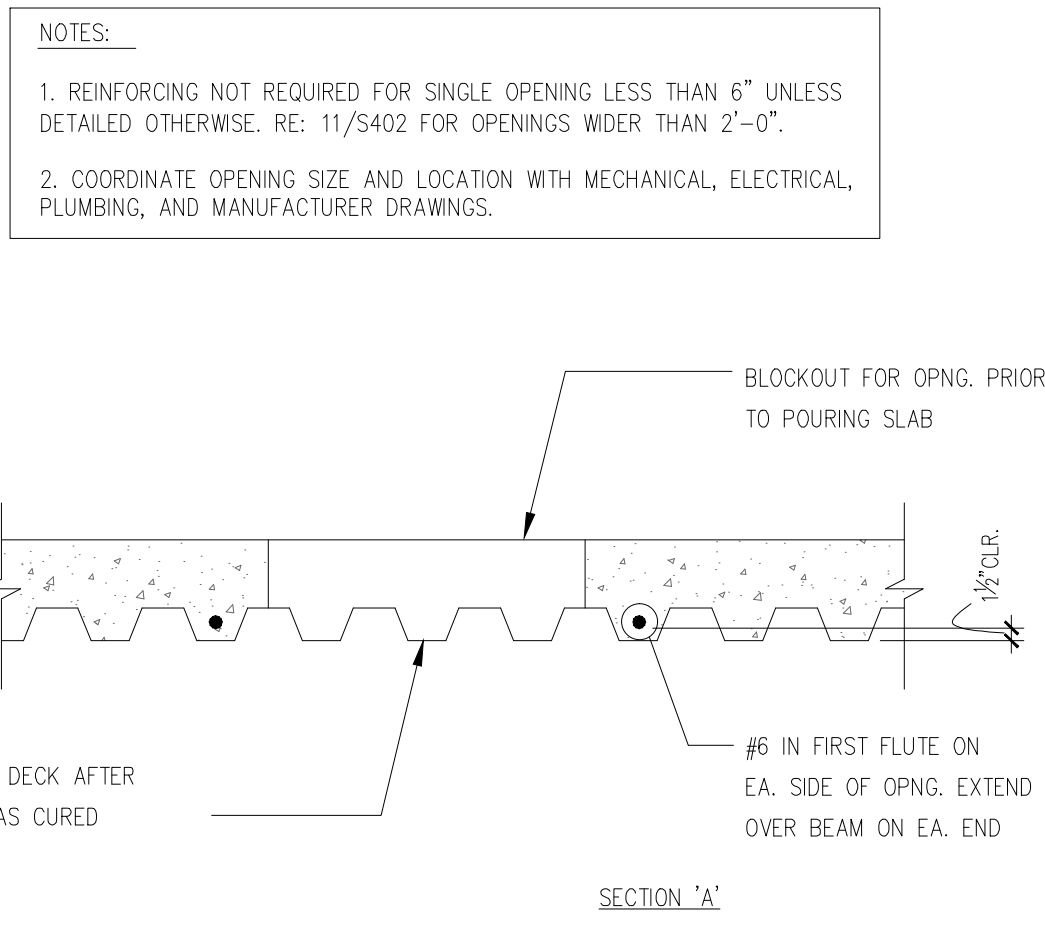 NOTES:
1. REINFORCING NOT REQUIRED FOR SINGLE OPENING LESS THAN 6" UNLESS
DETAILED OTHERWISE. RE: 11/S402 FOR OPENINGS WIDER THAN 2'-0".
2. COORDINATE OPENING SIZE AND LOCATION WITH MECHANICAL, ELECTRICAL,
PLUMBING, AND MANUFACTURER DRAWINGS.
BLOCKOUT FOR OPNG. PRIOR
TO POURING SLAB
1½"CLR.
#6 IN FIRST FLUTE ON
EA. SIDE OF OPNG. EXTEND
OVER BEAM ON EA. END
DECK AFTER
AS CURED
SECTION 'A'